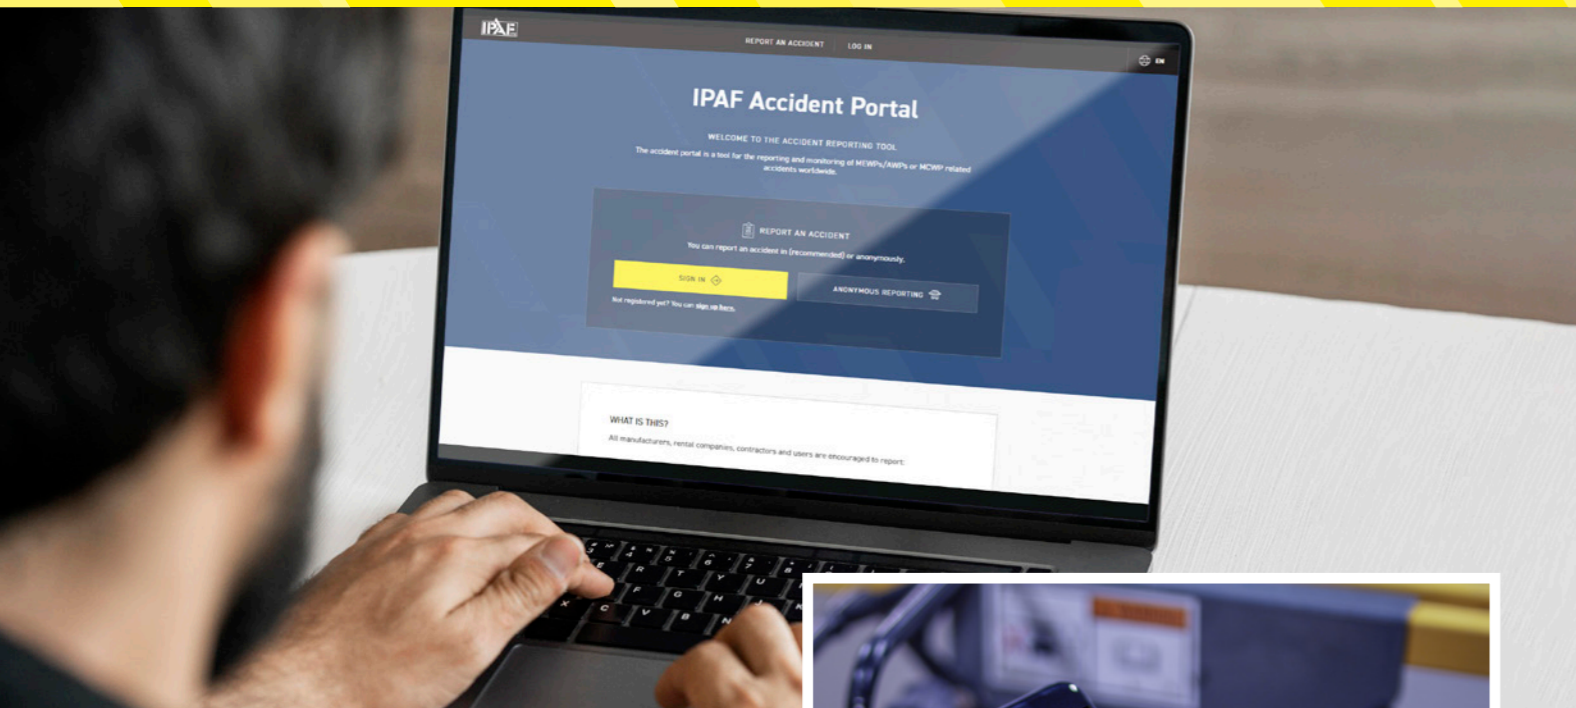 IPAF
REPORT AN ACCIDENT
LOG IN
EN
IPAF Accident Portal
WELCOME TO THE ACCIDENT REPORTING TOOL
The accident portal is a tool for the reporting and monitoring of MEWPs/AWPs or MCWP related
accidents worldwide.
REPORT AN ACCIDENT
You can report an accident in (recommended) or anonymously.
SIGN IN
ANONYMOUS REPORTING
Not registered yet? You can sign up here.
WHAT IS THIS?
All manufacturers, rental companies, contractors and users are encouraged to report:
E R T Y U
F G H J K
X C V B N